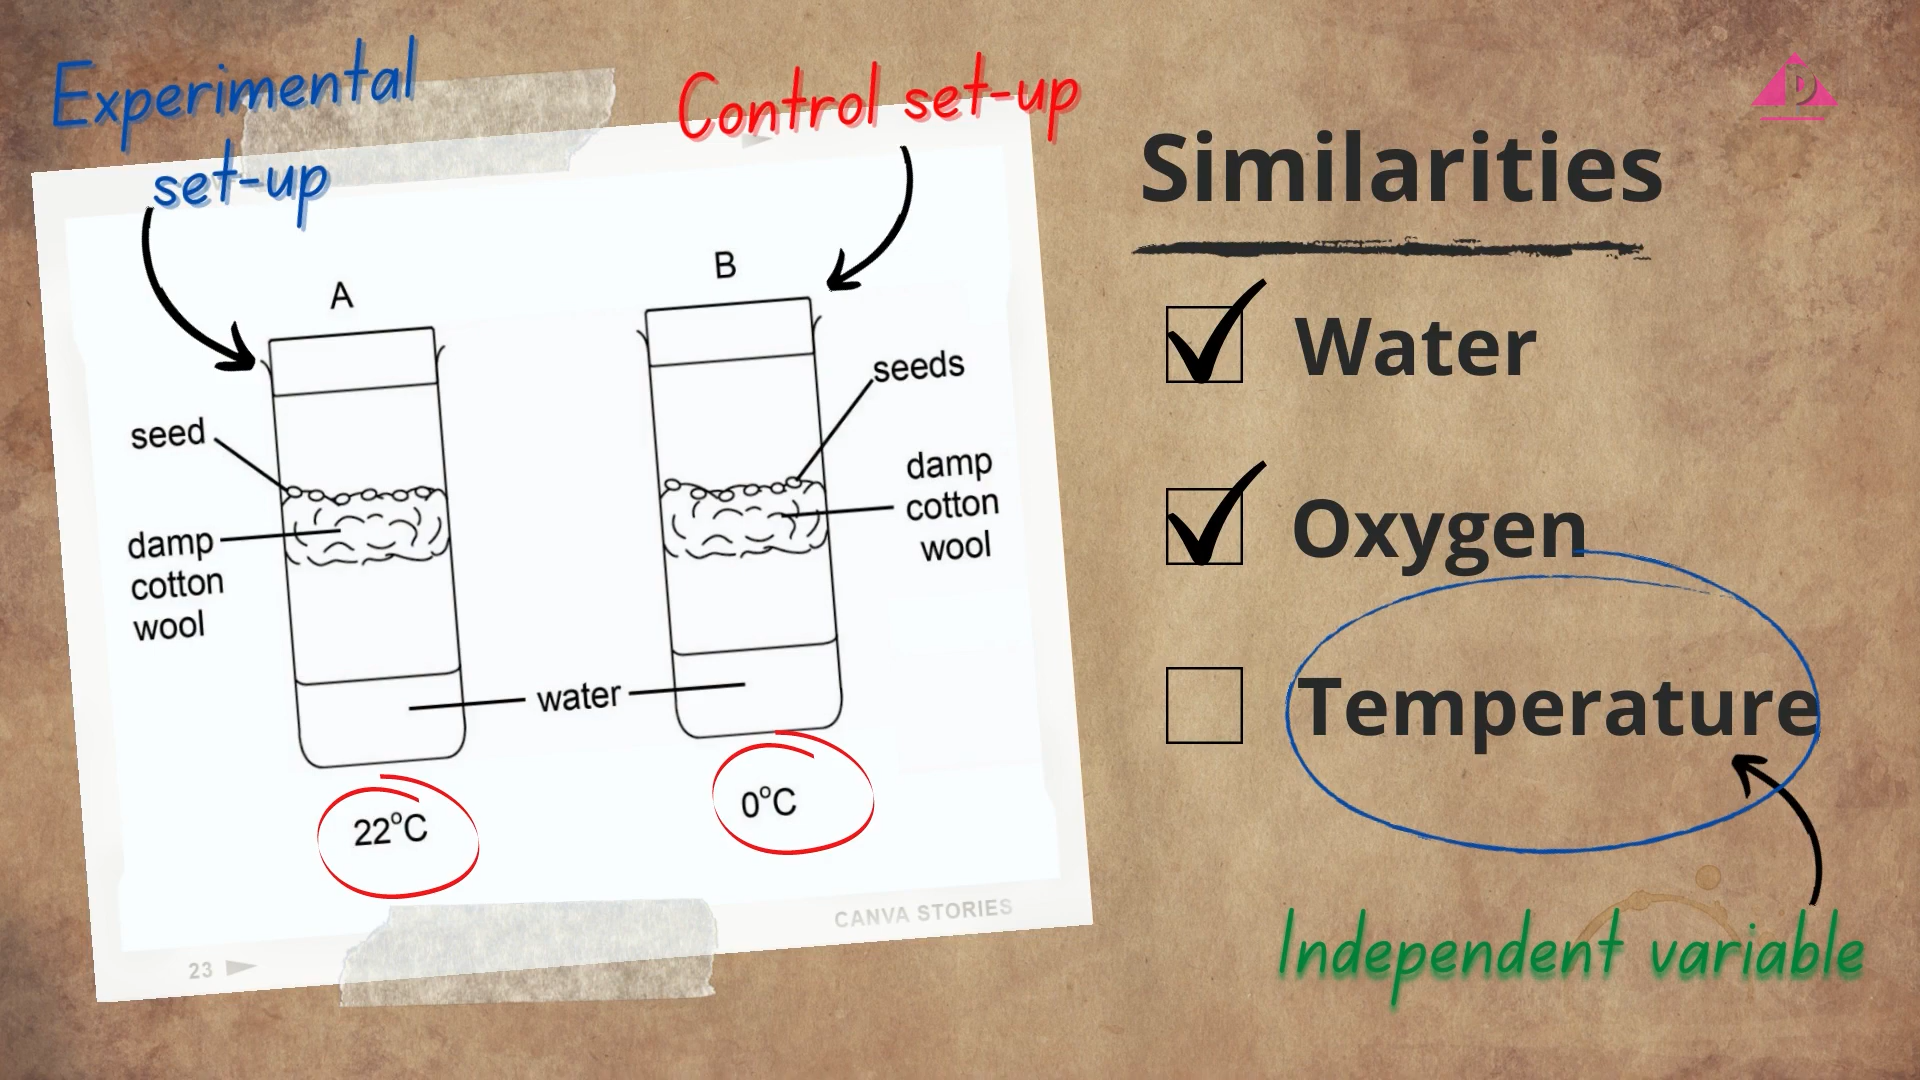 Experimental
set-up
Control set-up
A
B
seed
damp
cotton
wool
seeds
damp
cotton
wool
water
22°C
0°C
CANVA STORIES
23
D
Similarities
Water
Oxygen
Temperature
Independent variable